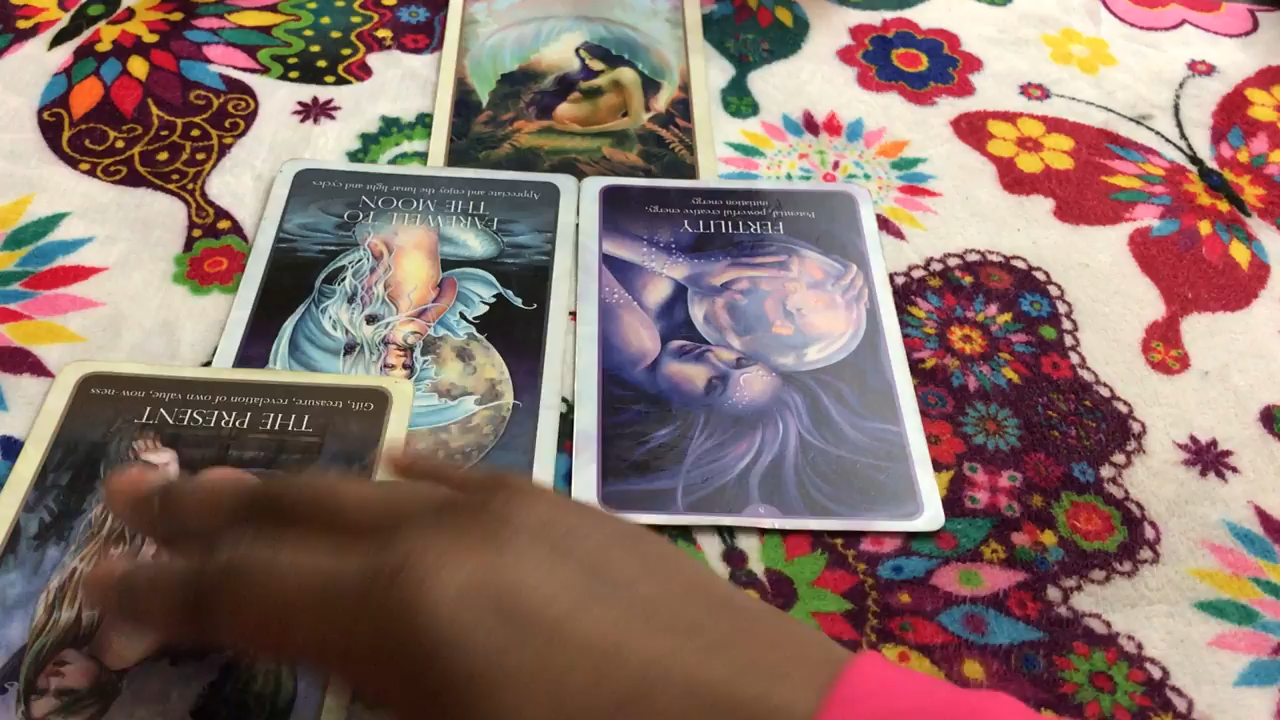 FAREWELL TO
THE MOON
Appreciate and enjoy the lunar light and cycles
FERTILITY
Potential, powerful creative energy,
initiation energy
THE PRESENT
Gift, treasure, revelation of own value, now-ness